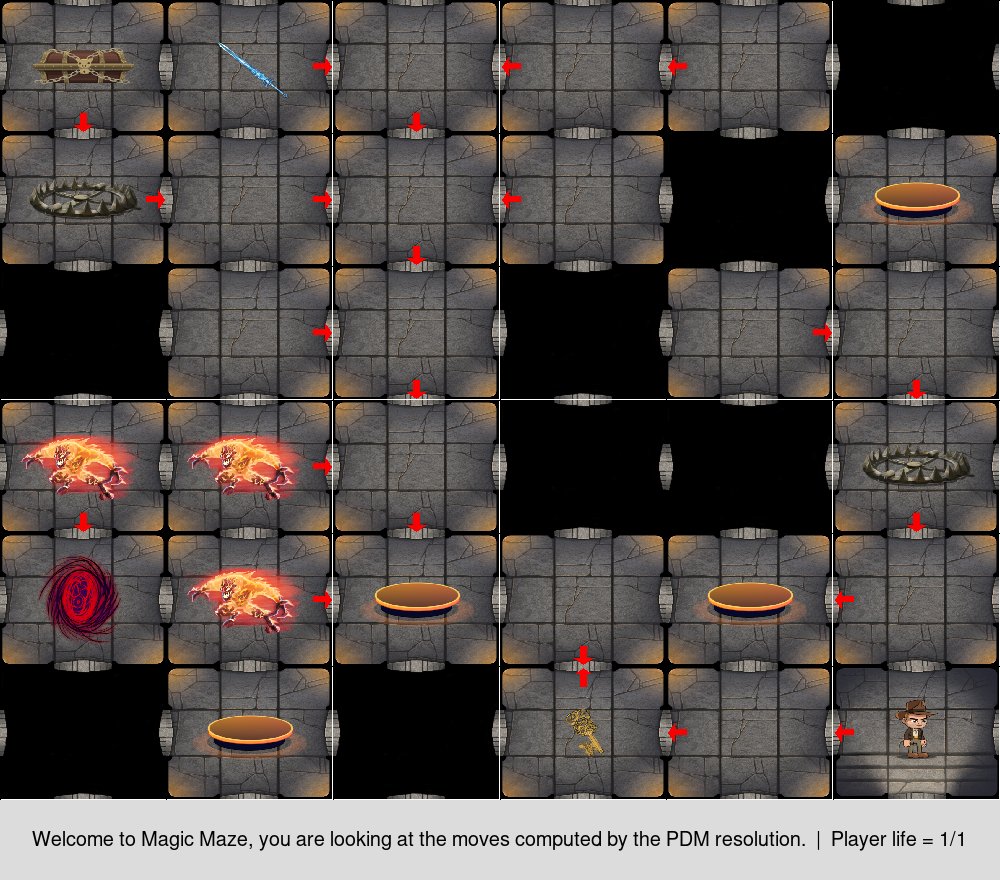 Welcome to Magic Maze, you are looking at the moves computed by the PDM resolution.  |  Player life = 1/1